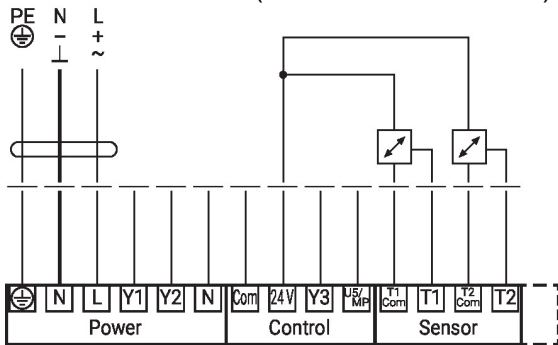 PE N L
− +
⊥ ~
N L Y1 Y2 N Com 24V Y3 U5/MP T1 Com T1 T2 Com T2
Power Control Sensor